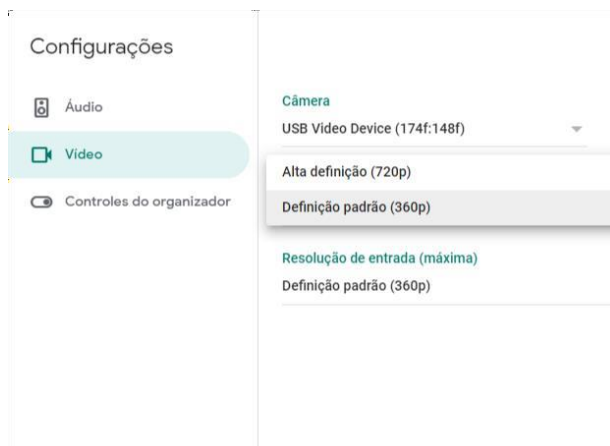 Configurações
Áudio
Vídeo
Controles do organizador
Câmera
USB Video Device (174f:148f)
Alta definição (720p)
Definição padrão (360p)
Resolução de entrada (máxima)
Definição padrão (360p)